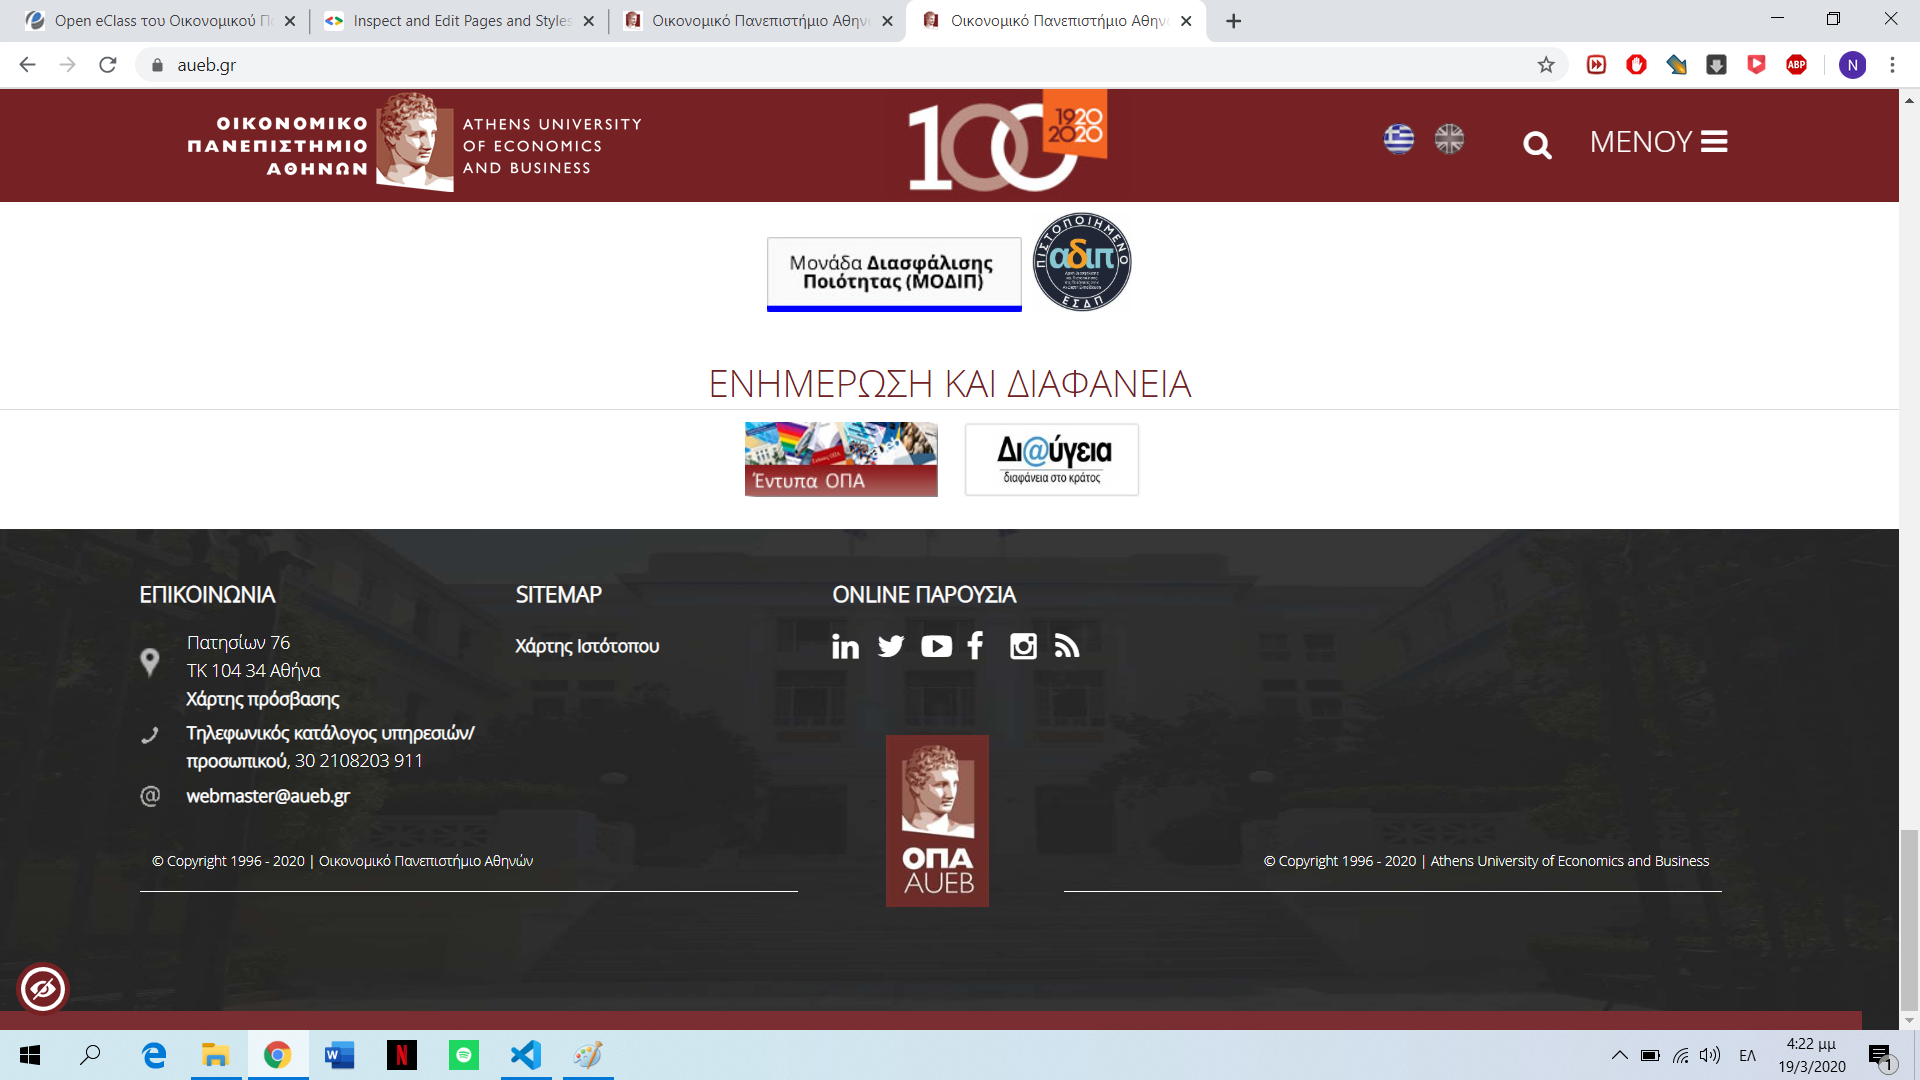 Open eClass του Οικονομικού Πα
Inspect and Edit Pages and Styles
Οικονομικό Πανεπιστήμιο Αθην
Οικονομικό Πανεπιστήμιο Αθην
aueb.gr
ABP
N
ΟΙΚΟΝΟΜΙΚΟ
ΠΑΝΕΠΙΣΤΗΜΙΟ
ΑΘΗΝΩΝ
ATHENS UNIVERSITY
OF ECONOMICS
AND BUSINESS
100
1920
2020
ΜΕΝΟΥ
Μονάδα Διασφάλισης
Ποιότητας (ΜΟΔΙΠ)
ΠΙΣΤΟΠΟΙΗΜΕΝΟ
αδιπ
ΕΣΔΠ
ΕΝΗΜΕΡΩΣΗ ΚΑΙ ΔΙΑΦΑΝΕΙΑ
Έντυπα ΟΠΑ
Δι@ύγεια
διαφάνεια στο κράτος
ΕΠΙΚΟΙΝΩΝΙΑ
Πατησίων 76
ΤΚ 104 34 Αθήνα
Χάρτης πρόσβασης
Τηλεφωνικός κατάλογος υπηρεσιών/
προσωπικού, 30 2108203 911
webmaster@aueb.gr
SITEMAP
Χάρτης Ιστότοπου
ONLINE ΠΑΡΟΥΣΙΑ
© Copyright 1996 - 2020 | Οικονομικό Πανεπιστήμιο Αθηνών
ΟΠΑ
AUEB
© Copyright 1996 - 2020 | Athens University of Economics and Business
ΕΛ
4:22 μμ
19/3/2020
1